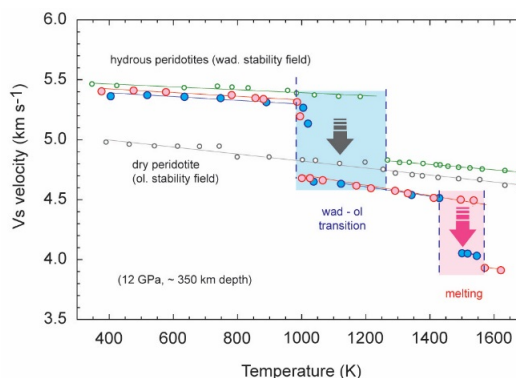 6.0
5.5
5.0
4.5
4.0
3.5
Vs velocity (km s⁻¹)
hydrous peridotites (wad. stability field)
dry peridotite
(ol. stability field)
wad - ol
transition
(12 GPa, ~ 350 km depth)
melting
400 600 800 1000 1200 1400 1600
Temperature (K)